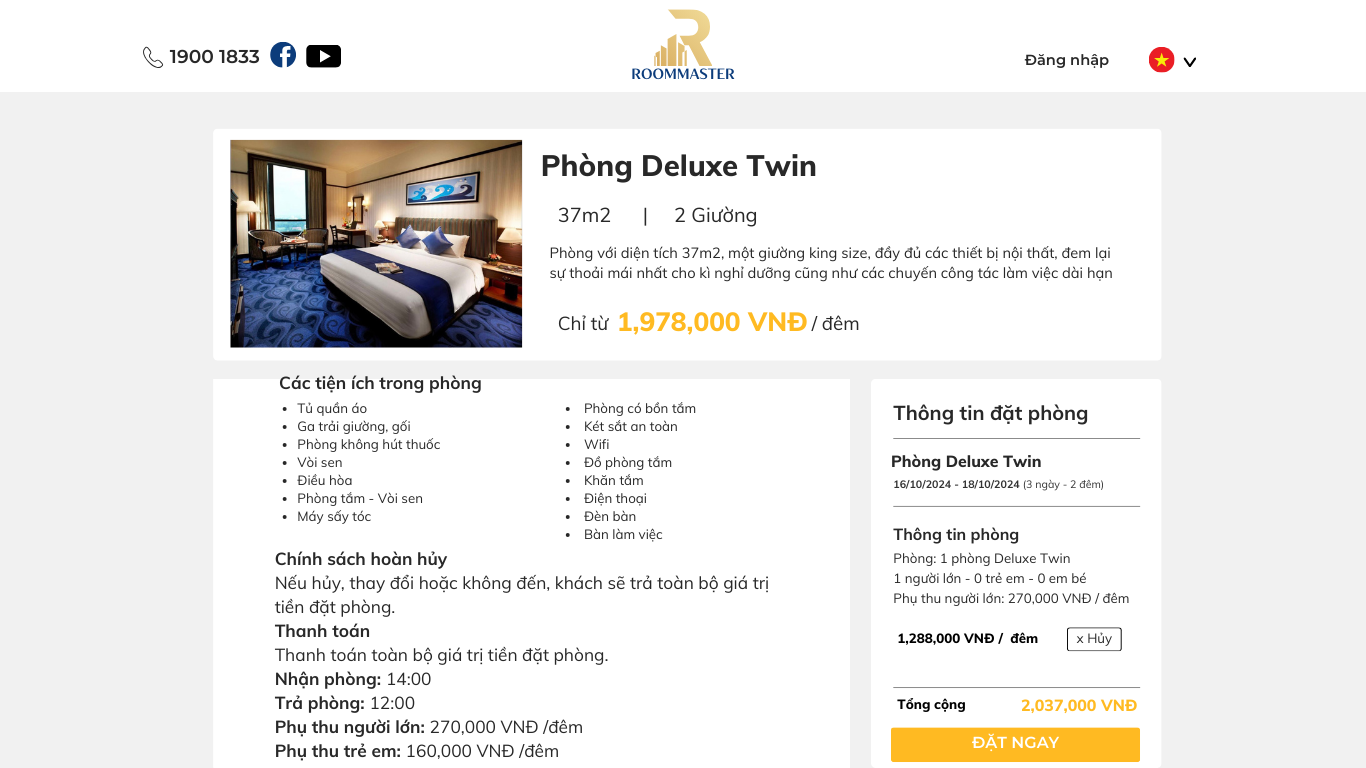 1900 1833
ROOMMASTER
Đăng nhập
Phòng Deluxe Twin
37m2 | 2 Giường
Phòng với diện tích 37m2, một giường king size, đầy đủ các thiết bị nội thất, đem lại
sự thoải mái nhất cho kì nghỉ dưỡng cũng như các chuyến công tác làm việc dài hạn
Chỉ từ 1,978,000 VNĐ / đêm
Các tiện ích trong phòng
• Tủ quần áo
• Ga trải giường, gối
• Phòng không hút thuốc
• Vòi sen
• Điều hòa
• Phòng tắm - Vòi sen
• Máy sấy tóc
• Phòng có bồn tắm
• Két sắt an toàn
• Wifi
• Đồ phòng tắm
• Khăn tắm
• Điện thoại
• Đèn bàn
• Bàn làm việc
Chính sách hoàn hủy
Nếu hủy, thay đổi hoặc không đến, khách sẽ trả toàn bộ giá trị
tiền đặt phòng.
Thanh toán
Thanh toán toàn bộ giá trị tiền đặt phòng.
Nhận phòng: 14:00
Trả phòng: 12:00
Phụ thu người lớn: 270,000 VNĐ /đêm
Phụ thu trẻ em: 160,000 VNĐ /đêm
Thông tin đặt phòng
Phòng Deluxe Twin
16/10/2024 - 18/10/2024 (3 ngày - 2 đêm)
Thông tin phòng
Phòng: 1 phòng Deluxe Twin
1 người lớn - 0 trẻ em - 0 em bé
Phụ thu người lớn: 270,000 VNĐ / đêm
1,288,000 VNĐ / đêm x Hủy
Tổng cộng 2,037,000 VNĐ
ĐẶT NGAY